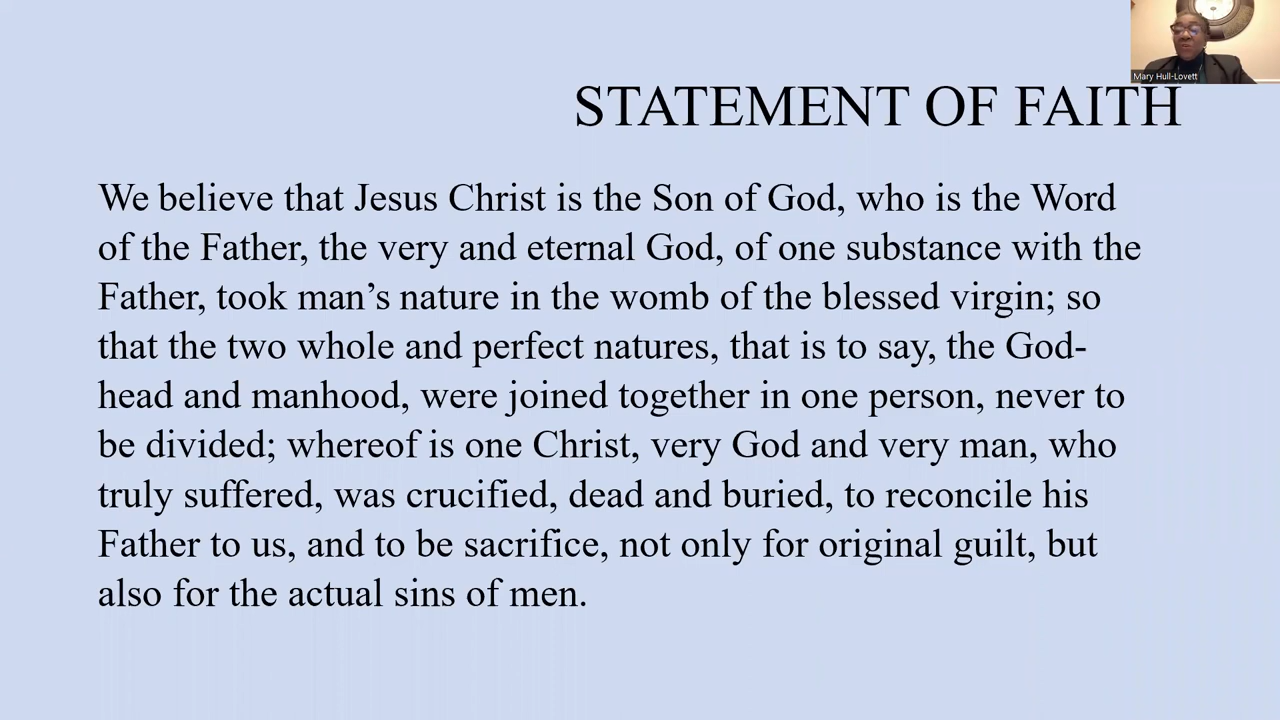 Mary Hull-Lovett
STATEMENT OF FAITH
We believe that Jesus Christ is the Son of God, who is the Word
of the Father, the very and eternal God, of one substance with the
Father, took man’s nature in the womb of the blessed virgin; so
that the two whole and perfect natures, that is to say, the God-
head and manhood, were joined together in one person, never to
be divided; whereof is one Christ, very God and very man, who
truly suffered, was crucified, dead and buried, to reconcile his
Father to us, and to be sacrifice, not only for original guilt, but
also for the actual sins of men.